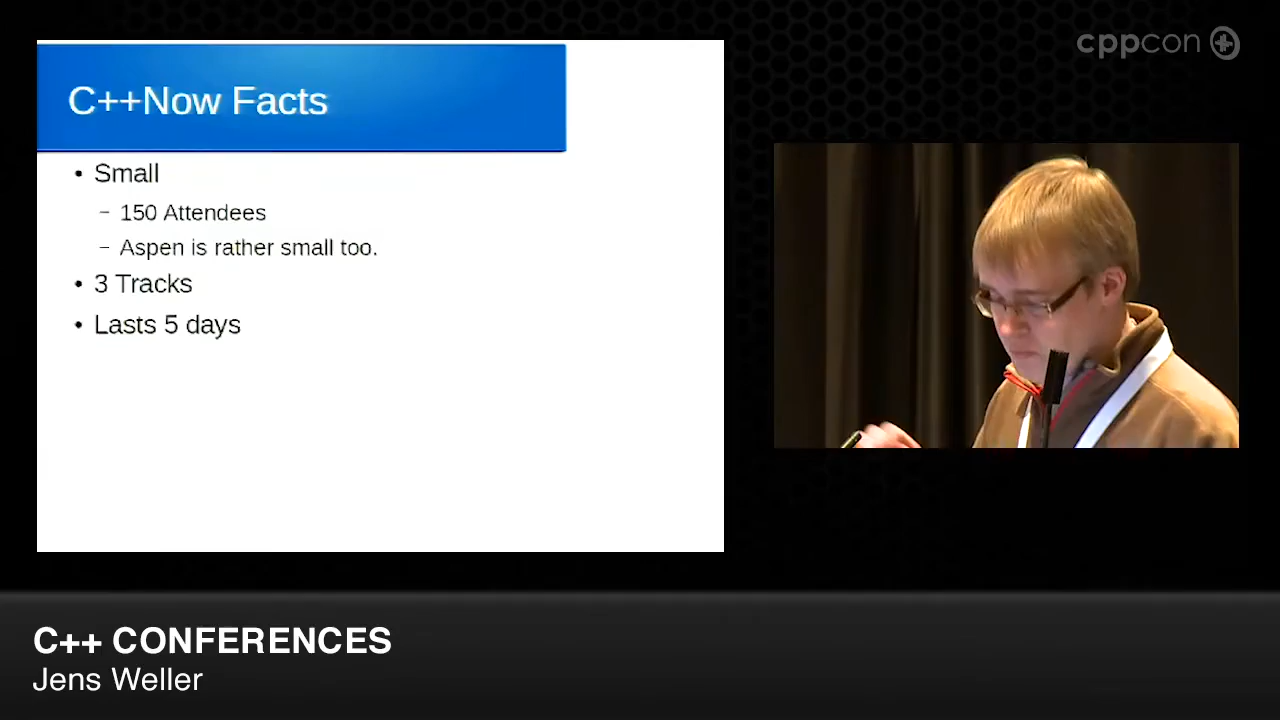 cppcon
C++Now Facts
• Small
– 150 Attendees
– Aspen is rather small too.
• 3 Tracks
• Lasts 5 days
C++ CONFERENCES
Jens Weller